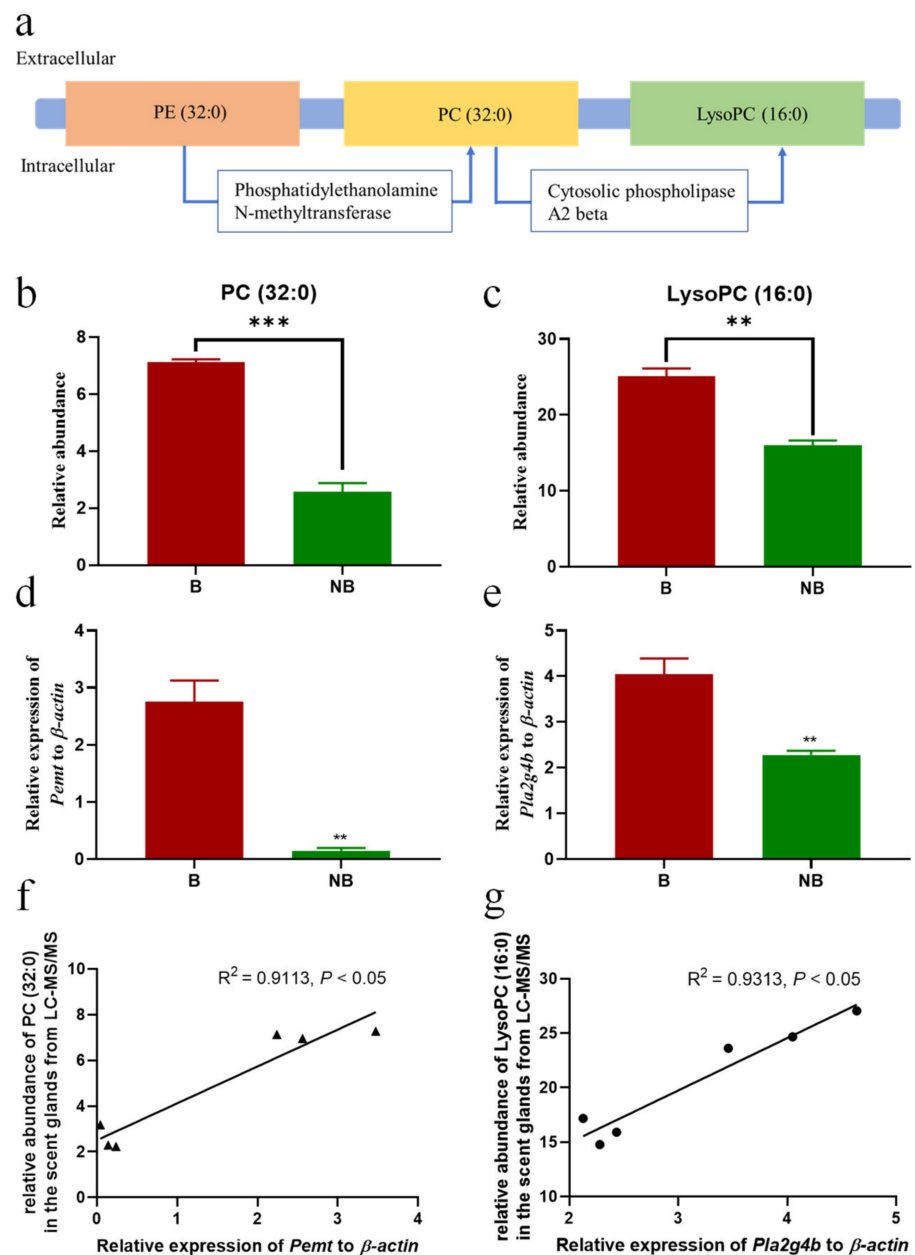 a
Extracellular
PE (32:0)
PC (32:0)
LysoPC (16:0)
Intracellular
Phosphatidylethanolamine
N-methyltransferase
Cytosolic phospholipase
A2 beta
b
PC (32:0)
***
Relative abundance
8
6
4
2
0
B
NB
c
LysoPC (16:0)
**
Relative abundance
30
20
10
0
B
NB
d
Relative expression of
Pemt to β-actin
4
3
2
1
0
**
B
NB
e
Relative expression of
Pla2g4b to β-actin
5
4
3
2
1
0
**
B
NB
f
relative abundance of PC (32:0)
in the scent glands from LC-MS/MS
R² = 0.9113, P < 0.05
10
8
6
4
2
0
0
1
2
3
4
Relative expression of Pemt to β-actin
g
relative abundance of LysoPC (16:0)
in the scent glands from LC-MS/MS
R² = 0.9313, P < 0.05
30
25
20
15
10
2
3
4
5
Relative expression of Pla2g4b to β-actin